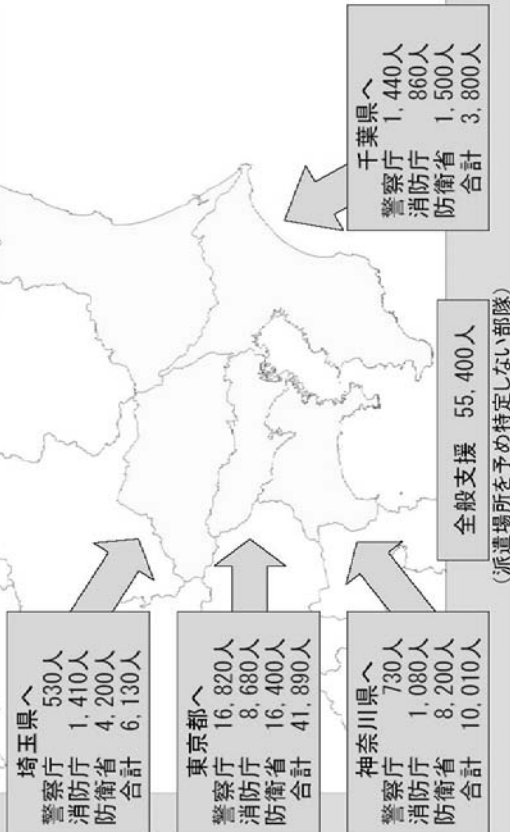 埼玉県へ
警察庁 530人
消防庁 1,410人
防衛省 4,200人
合計 6,130人
東京都へ
警察庁 16,820人
消防庁 8,680人
防衛省 16,400人
合計 41,890人
神奈川県へ
警察庁 730人
消防庁 1,080人
防衛省 8,200人
合計 10,010人
千葉県へ
警察庁 1,440人
消防庁 860人
防衛省 1,500人
合計 3,800人
全般支援 55,400人
(派遣場所を予め特定しない部隊)